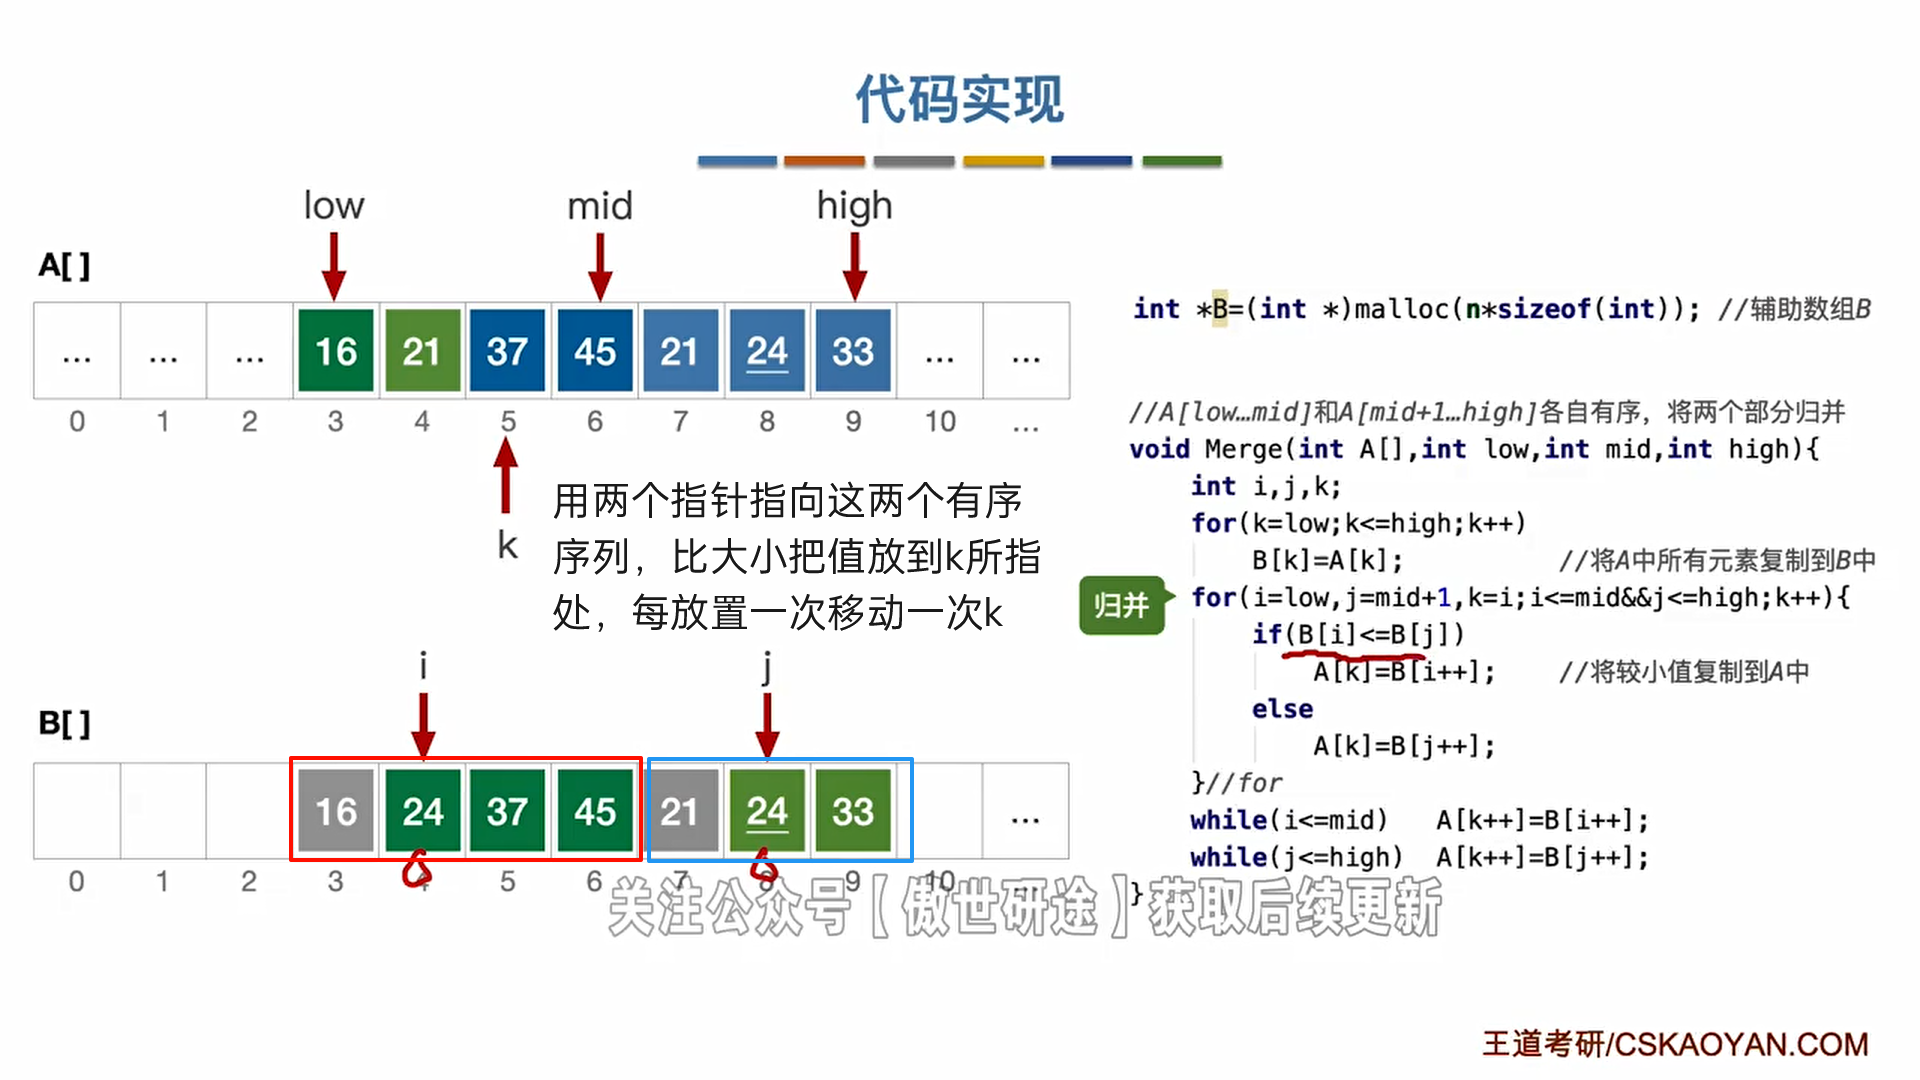 代码实现
low mid high
A[ ]
... ... ... 16 21 37 45 21 24 33 ... ...
0 1 2 3 4 5 6 7 8 9 10 ...
k
用两个指针指向这两个有序
序列，比大小把值放到k所指
处，每放置一次移动一次k
i j
B[ ]
16 24 37 45 21 24 33 ...
0 1 2 3 4 5 6 7 8 9 10 ...
int *B=(int *)malloc(n*sizeof(int)); //辅助数组B
//A[low…mid]和A[mid+1…high]各自有序，将两个部分归并
void Merge(int A[],int low,int mid,int high){
int i,j,k;
for(k=low;k<=high;k++)
B[k]=A[k]; //将A中所有元素复制到B中
归并
for(i=low,j=mid+1,k=i;i<=mid&&j<=high;k++){
if(B[i]<=B[j])
A[k]=B[i++]; //将较小值复制到A中
else
A[k]=B[j++];
}//for
while(i<=mid) A[k++]=B[i++];
while(j<=high) A[k++]=B[j++];
}
关注公众号【傲世研途】获取后续更新
王道考研/CSKAOYAN.COM